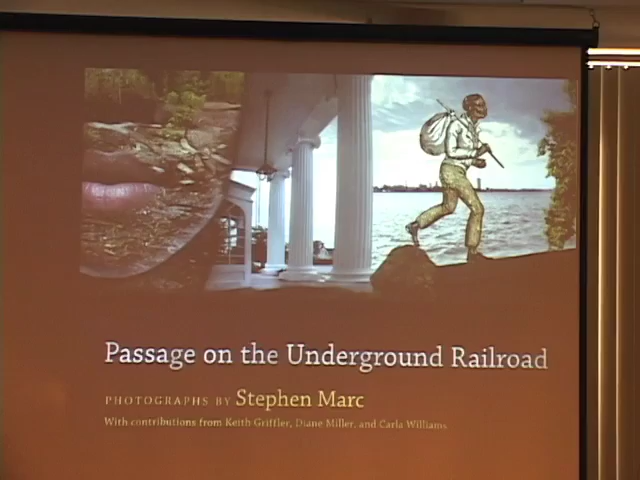 Passage on the Underground Railroad
PHOTOGRAPHS BY Stephen Marc
With contributions from Keith Griffler, Diane Miller, and Carla Williams